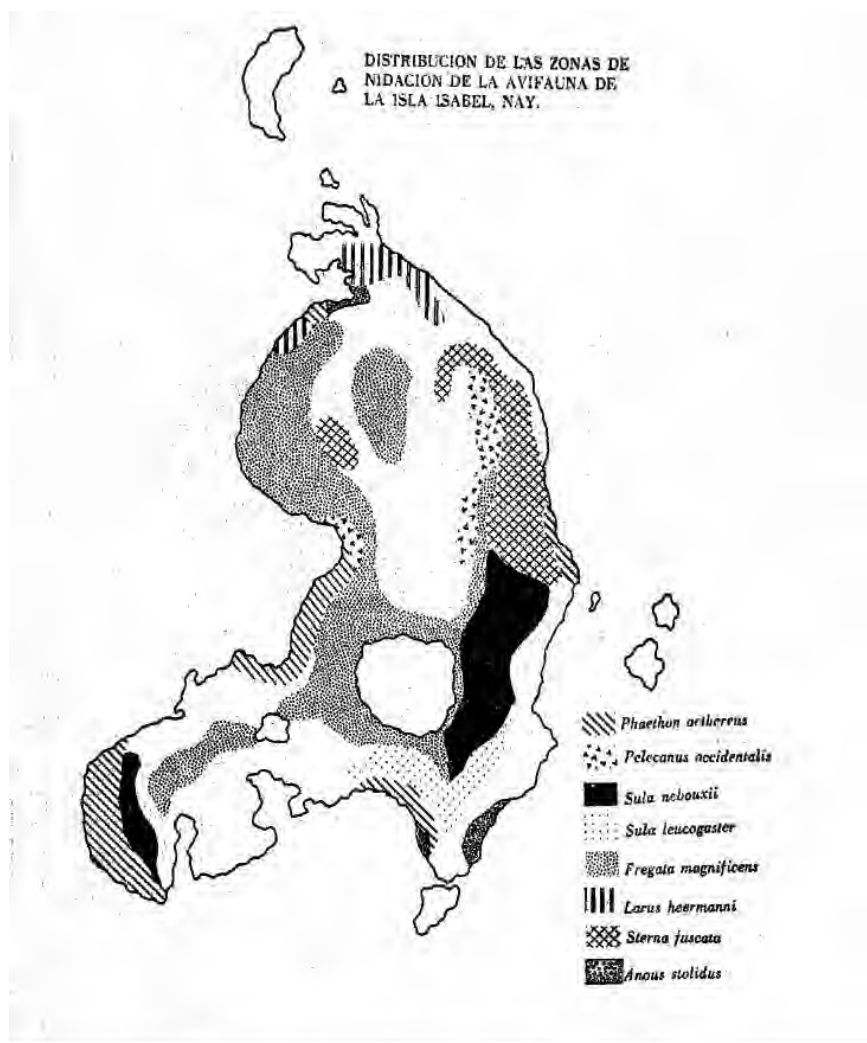 DISTRIBUCION DE LAS ZONAS DE
NIDACION DE LA AVIFAUNA DE
LA ISLA ISABEL, NAY.
Phaethon aethereus
Pelecanus occidentalis
Sula nebouxii
Sula leucogaster
Fregata magnificens
Larus heermanni
Sterna fuscata
Anous stolidus